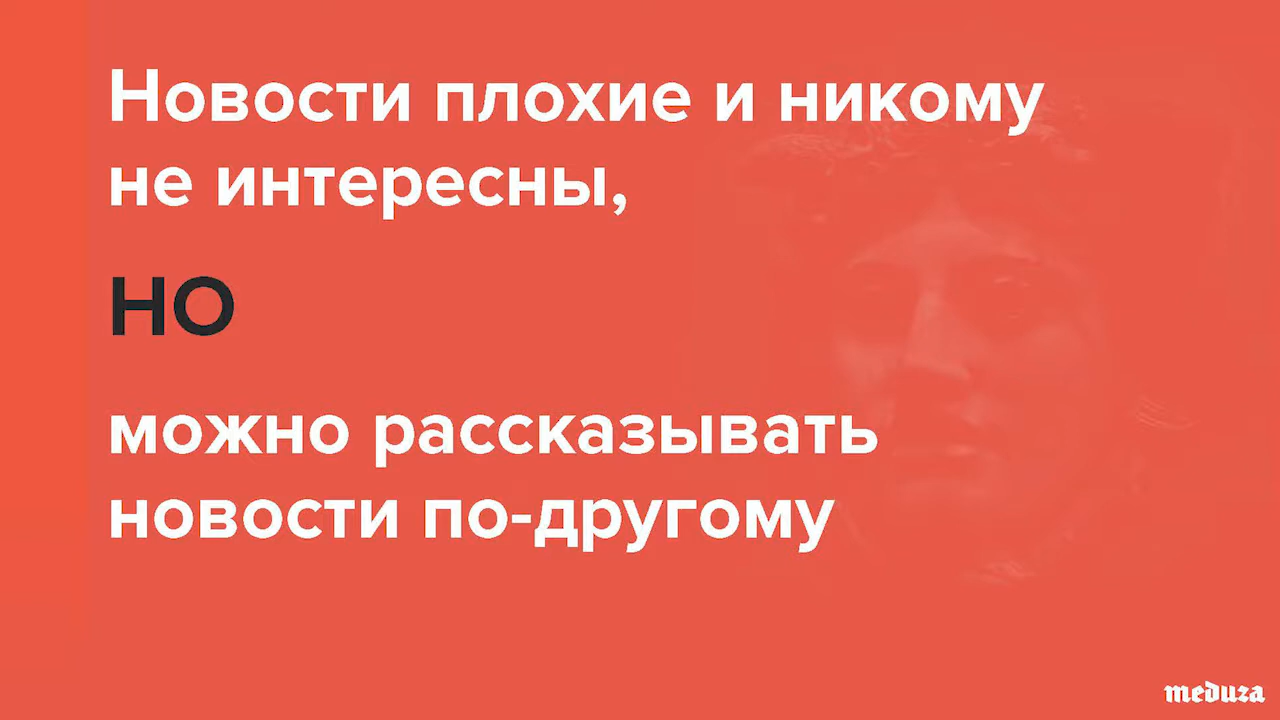 Новости плохие и никому
не интересны,
НО
можно рассказывать
новости по-другому
meduza